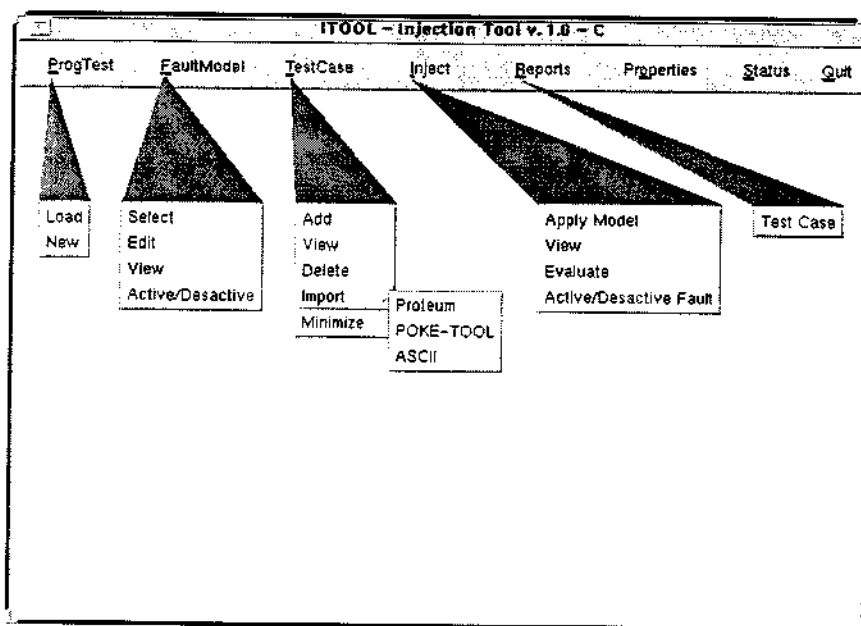 ITOOL - Injection Tool v. 1.0 - C
ProgTest FaultModel TestCase Inject Reports Properties Status Quit
Load
New
Select
Edit
View
Active/Desactive
Add
View
Delete
Import
Minimize
Proteum
POKE-TOOL
ASCII
Apply Model
View
Evaluate
Active/Desactive Fault
Test Case